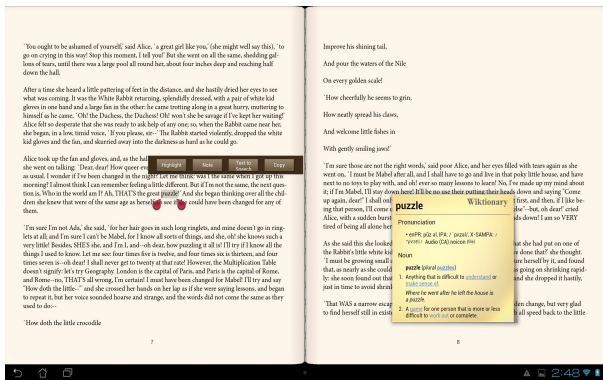 `You ought to be ashamed of yourself,' said Alice, `a great girl like you,' (she might well say this), `to
go on crying in this way! Stop this moment, I tell you!' But she went on all the same, shedding gal-
lons of tears, until there was a large pool all round her, about four inches deep and reaching half
down the hall.
After a time she heard a little pattering of feet in the distance, and she hastily dried her eyes to see
what was coming. It was the White Rabbit returning, splendidly dressed, with a pair of white kid
gloves in one hand and a large fan in the other: he came trotting along in a great hurry, muttering to
himself as he came, `Oh! the Duchess, the Duchess! Oh! won't she be savage if I've kept her waiting!'
Alice felt so desperate that she was ready to ask help of any one; so, when the Rabbit came near her,
she began, in a low, timid voice, `If you please, sir--' The Rabbit started violently, dropped the white
kid gloves and the fan, and skurried away into the darkness as hard as he could go.
Alice took up the fan and gloves, and, as the hall
she went on talking: `Dear, dear! How queer
as usual. I wonder if I've been changed in the night? Let me think: was I the same when I got up this
morning? I almost think I can remember feeling a little different. But if I'm not the same, the next ques-
tion is, Who in the world am I? Ah, THAT'S the great puzzle!' And she began thinking over all the chil-
dren she knew that were of the same age as herself, to see if she could have been changed for any of
them.
`I'm sure I'm not Ada,' she said, `for her hair goes in such long ringlets, and mine doesn't go in ring-
lets at all; and I'm sure I can't be Mabel, for I know all sorts of things, and she, oh! she knows such a
very little! Besides, SHE'S she, and I'm I, and--oh dear, how puzzling it all is! I'll try if I know all the
things I used to know. Let me see: four times five is twelve, and four times six is thirteen, and four
times seven is--oh dear! I shall never get to twenty at that rate! However, the Multiplication Table
doesn't signify: let's try Geography. London is the capital of Paris, and Paris is the capital of Rome,
and Rome--no, THAT'S all wrong, I'm certain! I must have been changed for Mabel! I'll try and say
"How doth the little--"' and she crossed her hands on her lap as if she were saying lessons, and began
to repeat it, but her voice sounded hoarse and strange, and the words did not come the same as they
used to do:--
`How doth the little crocodile
7
Highlight Note Text to Speech Copy
Improve his shining tail,
And pour the waters of the Nile
On every golden scale!
`How cheerfully he seems to grin,
How neatly spread his claws,
And welcome little fishes in
With gently smiling jaws!'
`I'm sure those are not the right words,' said poor Alice, and her eyes filled with tears again as she
went on, `I must be Mabel after all, and I shall have to go and live in that poky little house, and have
next to no toys to play with, and oh! ever so many lessons to learn! No, I've made up my mind about
it; if I'm Mabel, I'll stay down here! It'll be no use their putting their heads down and saying "Come
up again, dear!" I shall only
first, and then, if I like be-
ing that person, I'll come
else"--but, oh dear!' cried
Alice, with a sudden burst
heads down! I am so VERY
tired of being all alone here
As she said this she looked
that she had put on one of
the Rabbit's little white kid
done that?' she thought.
`I must be growing small
measure herself by it, and found
that, as nearly as she could
was going on shrinking rapid-
ly: she soon found out that
and she dropped it hastily,
just in time to avoid
`That WAS a narrow escape
sudden change, but very glad
to find herself still in existence
all speed back to the little
8
puzzle
Wiktionary
Pronunciation
Audio (CA) noicon
Noun
puzzle (plural puzzles)
1. Anything that is difficult to understand or
make sense of.
Where he went after he left the house is
a puzzle.
2. A game for one person that is more or less
difficult to work out or complete.
2:48